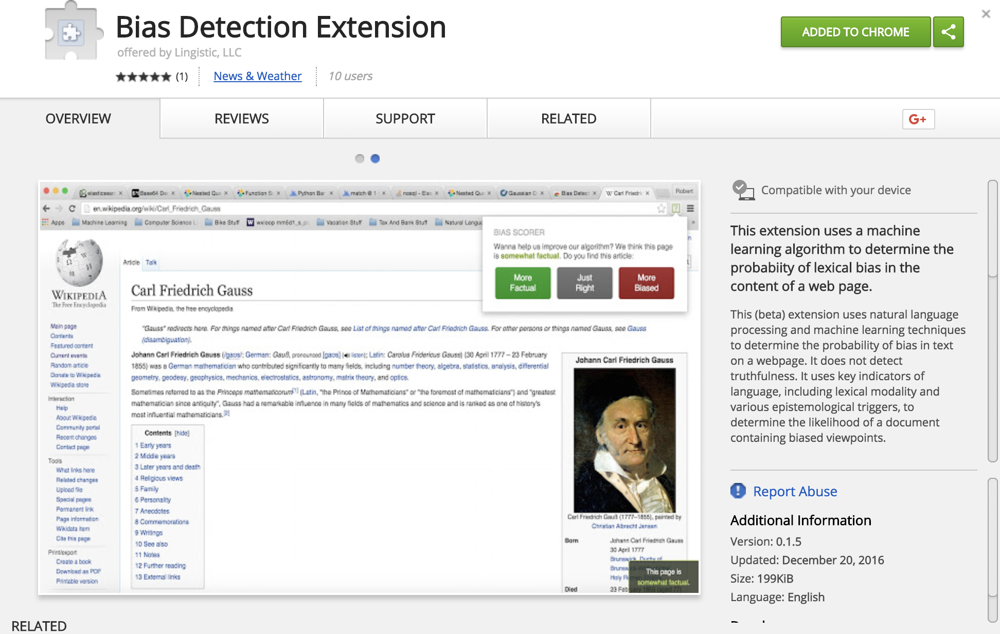 Bias Detection Extension
offered by Lingistic, LLC
(1)
News & Weather
10 users
ADDED TO CHROME
OVERVIEW
REVIEWS
SUPPORT
RELATED
G+
elasticsear
Base64 De
Nested Que
Function S
Python Bar
match @ 1
nosql - Elas
Nested Que
Gaussian D
Bias Detect
Carl Friedri
Robert
en.wikipedia.org/wiki/Carl_Friedrich_Gauss
Apps
Machine Learning
Computer Science
Bike Stuff
Vacation Stuff
Tax And Bank Stuff
Natural Langu
BIAS SCORER
Wanna help us improve our algorithm? We think this page
is somewhat factual. Do you find this article:
More
Factual
Just
Right
More
Biased
WIKIPEDIA
The Free Encyclopedia
Main page
Contents
Featured content
Current events
Random article
Donate to Wikipedia
Wikipedia store
Interaction
Help
About Wikipedia
Community portal
Recent changes
Contact page
Tools
What links here
Related changes
Upload file
Special pages
Permanent link
Page information
Wikidata item
Cite this page
Print/export
Create a book
Download as PDF
Printable version
Article Talk
Carl Friedrich Gauss
From Wikipedia, the free encyclopedia
"Gauss" redirects here. For things named after Carl Friedrich Gauss, see List of things named after Carl Friedrich Gauss. For other persons or things named Gauss, see Gauss
(disambiguation).
Johann Carl Friedrich Gauss (/ɡaʊs/; German: Gauß, pronounced [ɡaʊs] (listen); Latin: Carolus Fridericus Gauss) (30 April 1777 – 23 February
1855) was a German mathematician who contributed significantly to many fields, including number theory, algebra, statistics, analysis, differential
geometry, geodesy, geophysics, mechanics, electrostatics, astronomy, matrix theory, and optics.
Sometimes referred to as the Princeps mathematicorum[1] (Latin, "the Prince of Mathematicians" or "the foremost of mathematicians") and "greatest
mathematician since antiquity", Gauss had a remarkable influence in many fields of mathematics and science and is ranked as one of history's
most influential mathematicians.[2]
Contents [hide]
1 Early years
2 Middle years
3 Later years and death
4 Religious views
5 Family
6 Personality
7 Anecdotes
8 Commemorations
9 Writings
10 See also
11 Notes
12 Further reading
13 External links
Johann Carl Friedrich Gauss
Carl Friedrich Gauß (1777–1855), painted by
Christian Albrecht Jensen
Born Johann Carl Friedrich Gauss
30 April 1777
Brunswick, Duchy of
Died 23 Feb
This page is
somewhat factual.
Compatible with your device
This extension uses a machine
learning algorithm to determine the
probabiity of lexical bias in the
content of a web page.
This (beta) extension uses natural language
processing and machine learning techniques
to determine the probability of bias in text
on a webpage. It does not detect
truthfulness. It uses key indicators of
language, including lexical modality and
various epistemological triggers, to
determine the likelihood of a document
containing biased viewpoints.
Report Abuse
Additional Information
Version: 0.1.5
Updated: December 20, 2016
Size: 199KiB
Language: English
RELATED